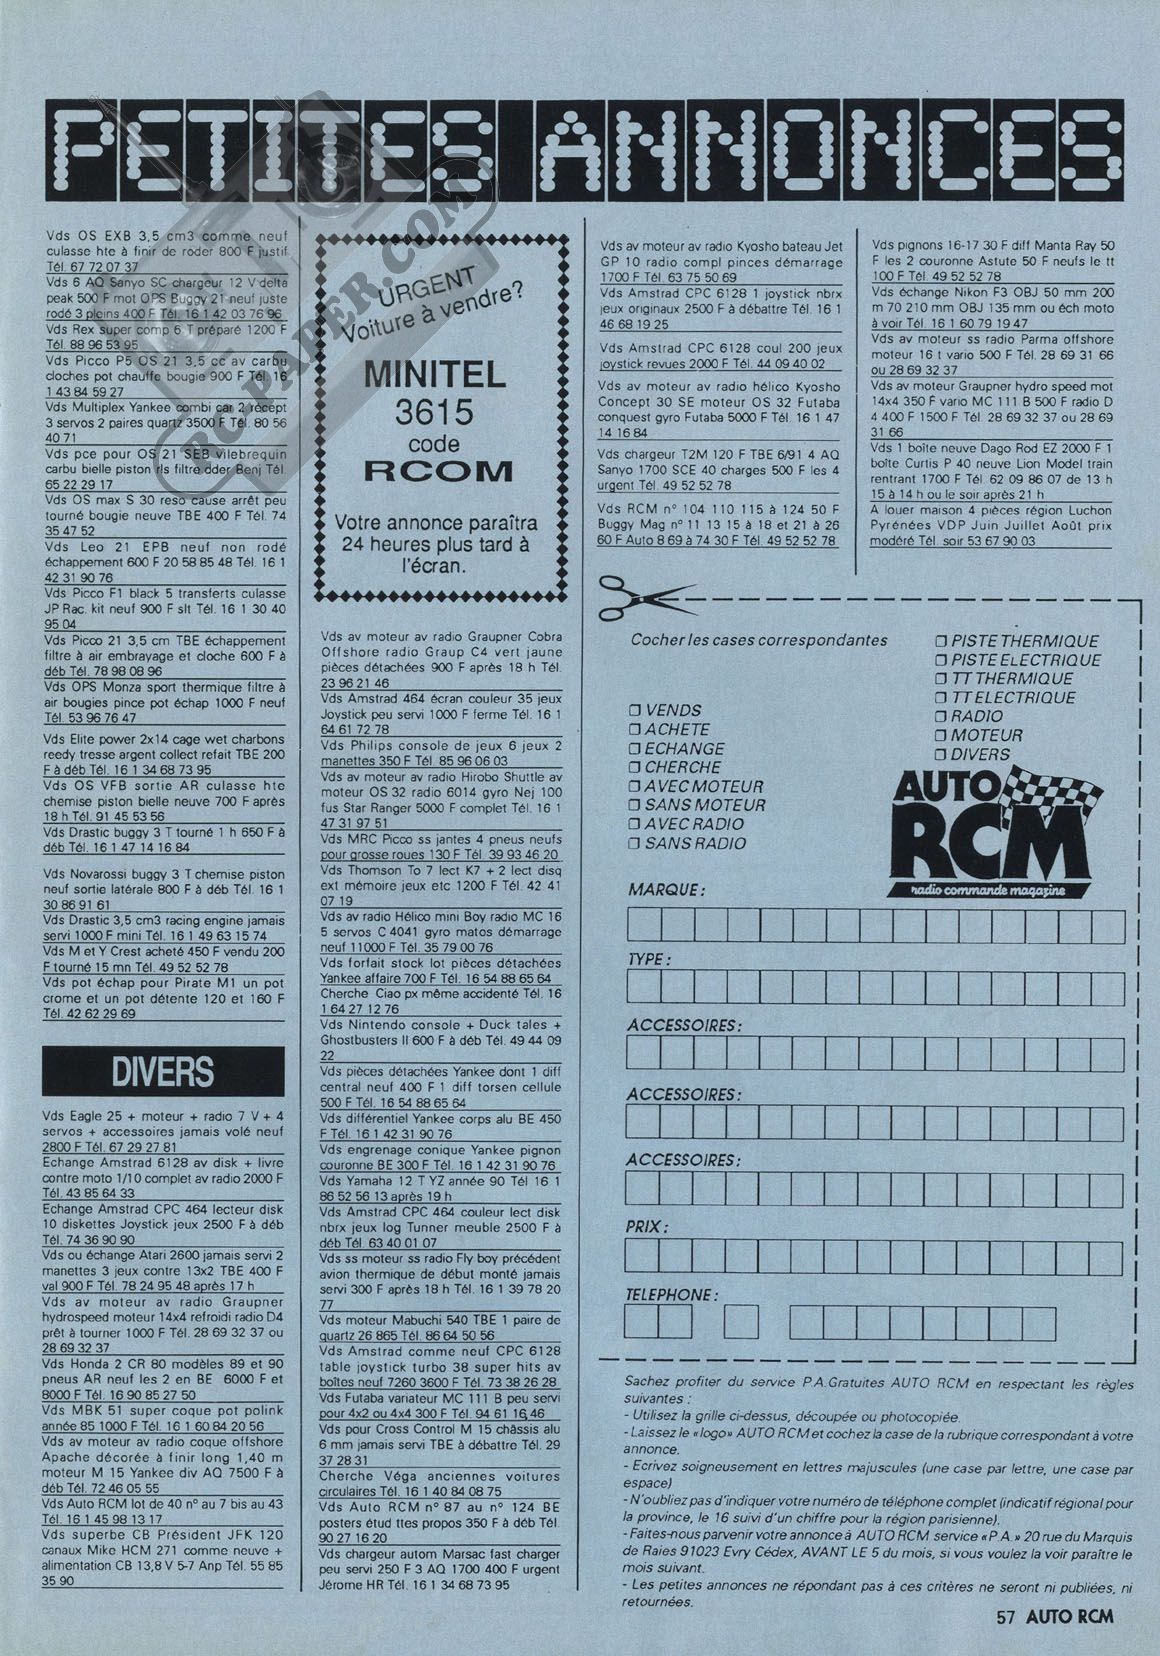 PETITES ANNONCES
Vds OS EXB 3,5 cm3 comme neuf
culasse hte à finir de roder 800 F justif
Tél. 67 72 07 37
Vds 6 AQ Sanyo SC chargeur 12 V delta
peak 500 F mot OPS Buggy 21 neuf juste
rodé 3 pleins 400 F Tél. 16 1 42 03 76 96
Vds Rex super comp 5 T préparé 1200 F
Tél. 88 96 53 95
Vds Picco P5 OS 21 3,5 cc av carbu
cloches pot chauffe bougie 900 F Tél. 16
1 43 84 59 27
Vds Multiplex Yankee combi car 2 récept
3 servos 2 paires quartz 3500 F Tél. 80 56
40 71
Vds pce pour OS 21 SEB vilebrequin
carbu bielle piston rls filtre dder Benj Tél.
65 22 29 17
Vds OS max S 30 reso cause arrêt peu
tourné bougie neuve TBE 400 F Tél. 74
35 47 52
Vds Leo 21 EPB neuf non rodé
échappement 600 F 20 58 85 48 Tél. 16 1
42 31 90 76
Vds Picco F1 black 5 transferts culasse
JP Rac. kit neuf 900 F slt Tél. 16 1 30 40
95 04
Vds Picco 21 3,5 cm TBE échappement
filtre à air embrayage et cloche 600 F à
déb Tél. 78 98 08 96
Vds OPS Monza sport thermique filtre à
air bougies pince pot échap 1000 F neuf
Tél. 53 96 76 47
Vds Elite power 2x14 cage wet charbons
reedy tresse argent collect refait TBE 200
F à déb Tél. 16 1 34 68 73 95
Vds OS VFB sortie AR culasse hte
chemise piston bielle neuve 700 F après
18 h Tél. 91 45 53 56
Vds Drastic buggy 3 T tourné 1 h 650 F à
déb Tél. 16 1 47 14 16 84
Vds Novarossi buggy 3 T chemise piston
neuf sortie latérale 800 F à déb Tél. 16 1
30 86 91 61
Vds Drastic 3,5 cm3 racing engine jamais
servi 1000 F mini Tél. 16 1 49 63 15 74
Vds M et Y Crest acheté 450 F vendu 200
F tourné 15 mn Tél. 49 52 52 78
Vds pot échap pour Pirate M1 un pot
crome et un pot détente 120 et 160 F
Tél. 42 62 29 69
DIVERS
Vds Eagle 25 + moteur + radio 7 V + 4
servos + accessoires jamais volé neuf
2800 F Tél. 67 29 27 81
Echange Amstrad 6128 av disk + livre
contre moto 1/10 complet av radio 2000 F
Tél. 43 85 64 33
Echange Amstrad CPC 464 lecteur disk
10 diskettes Joystick jeux 2500 F à déb
Tél. 74 36 90 90
Vds ou échange Atari 2600 jamais servi 2
manettes 3 jeux contre 13x2 TBE 400 F
val 900 F Tél. 78 24 95 48 après 17 h
Vds av moteur av radio Graupner
hydrospeed moteur 14x4 refroidi radio D4
prêt à tourner 1000 F Tél. 28 69 32 37 ou
28 69 32 37
Vds Honda 2 CR 80 modèles 89 et 90
pneus AR neuf les 2 en BE 6000 F et
8000 F Tél. 16 90 85 27 50
Vds MBK 51 super coque pot polink
année 85 1000 F Tél. 16 1 60 84 20 56
Vds av moteur av radio coque offshore
Apache décorée à finir long 1,40 m
moteur M 15 Yankee div AQ 7500 F à
déb Tél. 72 46 05 55
Vds Auto RCM lot de 40 n° au 7 bis au 43
Tél. 16 1 45 98 13 17
Vds superbe CB Président JFK 120
canaux Mike HCM 271 comme neuve +
alimentation CB 13,8 V 5-7 Anp Tél. 55 85
35 90
URGENT
Voiture à vendre?
MINITEL
3615
code
RCOM
Votre annonce paraîtra
24 heures plus tard à
l'écran.
Vds av moteur av radio Graupner Cobra
Offshore radio Graup C4 vert jaune
pièces détachées 900 F après 18 h Tél.
23 96 21 46
Vds Amstrad 464 écran couleur 35 jeux
Joystick peu servi 1000 F ferme Tél. 16 1
64 61 72 78
Vds Philips console de jeux 6 jeux 2
manettes 350 F Tél. 85 96 06 03
Vds av moteur av radio Hirobo Shuttle av
moteur OS 32 radio 6014 gyro Nej 100
fus Star Ranger 5000 F complet Tél. 16 1
47 31 97 51
Vds MRC Picco ss jantes 4 pneus neufs
pour grosse roues 130 F Tél. 39 93 46 20
Vds Thomson To 7 lect K7 + 2 lect disq
ext mémoire jeux etc 1200 F Tél. 42 41
07 19
Vds av radio Hélico mini Boy radio MC 16
5 servos C 4041 gyro matos démarrage
neuf 11000 F Tél. 35 79 00 76
Vds forfait stock lot pièces détachées
Yankee affaire 700 F Tél. 16 54 88 65 64
Cherche Ciao px même accidenté Tél. 16
1 64 27 12 76
Vds Nintendo console + Duck tales +
Ghostbusters II 600 F à déb Tél. 49 44 09
22
Vds pièces détachées Yankee dont 1 diff
central neuf 400 F 1 diff torsen cellule
500 F Tél. 16 54 88 65 64
Vds différentiel Yankee corps alu BE 450
F Tél. 16 1 42 31 90 76
Vds engrenage conique Yankee pignon
couronne BE 300 F Tél. 16 1 42 31 90 76
Vds Yamaha 12 T YZ année 90 Tél 16 1
86 52 56 13 après 19 h
Vds Amstrad CPC 464 couleur lect disk
nbrx jeux log Tunner meuble 2500 F à
déb Tél. 63 40 01 07
Vds ss moteur ss radio Fly boy précédent
avion thermique de début monté jamais
servi 300 F après 18 h Tél. 16 1 39 78 20
77
Vds moteur Mabuchi 540 TBE 1 paire de
quartz 26 865 Tél. 86 64 50 56
Vds Amstrad comme neuf CPC 6128
table joystick turbo 38 super hits av
boîtes neuf 7260 3600 F Tél. 73 38 26 28
Vds Futaba variateur MC 111 B peu servi
pour 4x2 ou 4x4 300 F Tél. 94 61 16 46
Vds pour Cross Control M 15 châssis alu
6 mm jamais servi TBE à débattre Tél. 29
37 28 31
Cherche Véga anciennes voitures
circulaires Tél. 16 1 40 84 08 75
Vds Auto RCM n° 87 au n° 124 BE
posters étud ttes propos 350 F à déb Tél.
90 27 16 20
Vds chargeur autom Marsac fast charger
peu servi 250 F 3 AQ 1700 400 F urgent
Jérome HR Tél. 16 1 34 68 73 95
Vds av moteur av radio Kyosho bateau Jet
GP 10 radio compl pinces démarrage
1700 F Tél. 63 75 50 69
Vds Amstrad CPC 6128 1 joystick nbrx
jeux originaux 2500 F à débattre Tél. 16 1
46 68 19 25
Vds Amstrad CPC 6128 coul 200 jeux
joystick revues 2000 F Tél. 44 09 40 02
Vds av moteur av radio hélico Kyosho
Concept 30 SE moteur OS 32 Futaba
conquest gyro Futaba 5000 F Tél. 16 1 47
14 16 84
Vds chargeur T2M 120 F TBE 6/91 4 AQ
Sanyo 1700 SCE 40 charges 500 F les 4
urgent Tél. 49 52 52 78
Vds RCM n° 104 110 115 à 124 50 F
Buggy Mag n° 11 13 15 à 18 et 21 à 26
60 F Auto 8 69 à 74 30 F Tél. 49 52 52 78
Vds pignons 16-17 30 F diff Manta Ray 50
F les 2 couronne Astute 50 F neufs le tt
100 F Tél. 49 52 52 78
Vds échange Nikon F3 OBJ 50 mm 200
m 70 210 mm OBJ 135 mm ou éch moto
à voir Tél. 16 1 60 79 19 47
Vds av moteur ss radio Parma offshore
moteur 16 t vario 500 F Tél. 28 69 31 66
ou 28 69 32 37
Vds av moteur Graupner hydro speed mot
14x4 350 F vario MC 111 B 500 F radio D
4 400 F 1500 F Tél. 28 69 32 37 ou 28 69
31 66
Vds 1 boîte neuve Dago Rod EZ 2000 F 1
boîte Curtis P 40 neuve Lion Model train
rentrant 1700 F Tél. 62 09 86 07 de 13 h
15 à 14 h ou le soir après 21 h
A louer maison 4 pièces région Luchon
Pyrénées VDP Juin Juillet Août prix
modéré Tél. soir 53 67 90 03
Cocher les cases correspondantes
VENDS
ACHETE
ECHANGE
CHERCHE
AVEC MOTEUR
SANS MOTEUR
AVEC RADIO
SANS RADIO
PISTE THERMIQUE
PISTE ELECTRIQUE
TT THERMIQUE
TT ELECTRIQUE
RADIO
MOTEUR
DIVERS
AUTO
RCM
radio commande magazine
MARQUE :
TYPE :
ACCESSOIRES :
ACCESSOIRES :
ACCESSOIRES :
PRIX :
TELEPHONE :
Sachez profiter du service P.A. Gratuites AUTO RCM en respectant les règles
suivantes :
- Utilisez la grille ci-dessus, découpée ou photocopiée.
- Laissez le «logo» AUTO RCM et cochez la case de la rubrique correspondant à votre
annonce.
- Ecrivez soigneusement en lettres majuscules (une case par lettre, une case par
espace)
- N'oubliez pas d'indiquer votre numéro de téléphone complet (indicatif régional pour
la province, le 16 suivi d'un chiffre pour la région parisienne).
- Faites-nous parvenir votre annonce à AUTO RCM service «P.A.» 20 rue du Marquis
de Raies 91023 Evry Cédex, AVANT LE 5 du mois, si vous voulez la voir paraître le
mois suivant.
- Les petites annonces ne répondant pas à ces critères ne seront ni publiées, ni
retournées.
57 AUTO RCM
RC-PAPER.COM